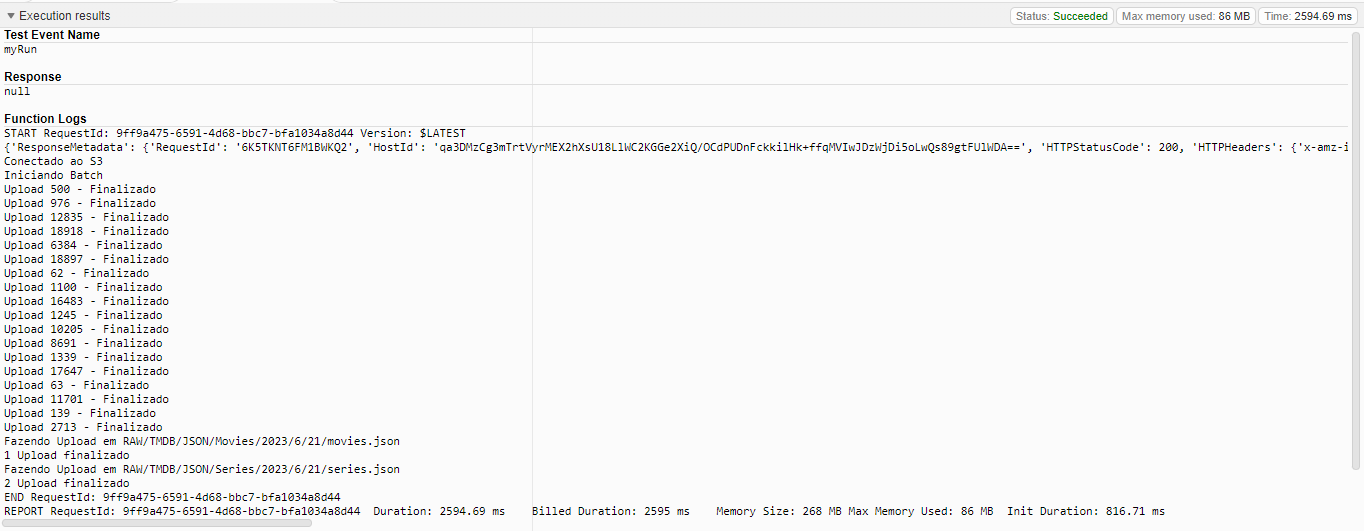 Execution results
Status: Succeeded
Max memory used: 86 MB
Time: 2594.69 ms
Test Event Name
myRun
Response
null
Function Logs
START RequestId: 9ff9a475-6591-4d68-bbc7-bfa1034a8d44 Version: $LATEST
{'ResponseMetadata': {'RequestId': '6K5TKNT6FM1BWKQ2', 'HostId': 'qa3DMzCg3mTrtVyrMEX2hXsU18LlWC2KGGe2XiQ/OCdPUDnFckkilHk+ffqMVIwJDzWjDi5oLwQs89gtFUlWDA==', 'HTTPStatusCode': 200, 'HTTPHeaders': {'x-amz-i
Conectado ao S3
Iniciando Batch
Upload 500 - Finalizado
Upload 976 - Finalizado
Upload 12835 - Finalizado
Upload 18918 - Finalizado
Upload 6384 - Finalizado
Upload 18897 - Finalizado
Upload 62 - Finalizado
Upload 1100 - Finalizado
Upload 16483 - Finalizado
Upload 1245 - Finalizado
Upload 10205 - Finalizado
Upload 8691 - Finalizado
Upload 1339 - Finalizado
Upload 17647 - Finalizado
Upload 63 - Finalizado
Upload 11701 - Finalizado
Upload 139 - Finalizado
Upload 2713 - Finalizado
Fazendo Upload em RAW/TMDB/JSON/Movies/2023/6/21/movies.json
1 Upload finalizado
Fazendo Upload em RAW/TMDB/JSON/Series/2023/6/21/series.json
2 Upload finalizado
END RequestId: 9ff9a475-6591-4d68-bbc7-bfa1034a8d44
REPORT RequestId: 9ff9a475-6591-4d68-bbc7-bfa1034a8d44 Duration: 2594.69 ms Billed Duration: 2595 ms Memory Size: 268 MB Max Memory Used: 86 MB Init Duration: 816.71 ms